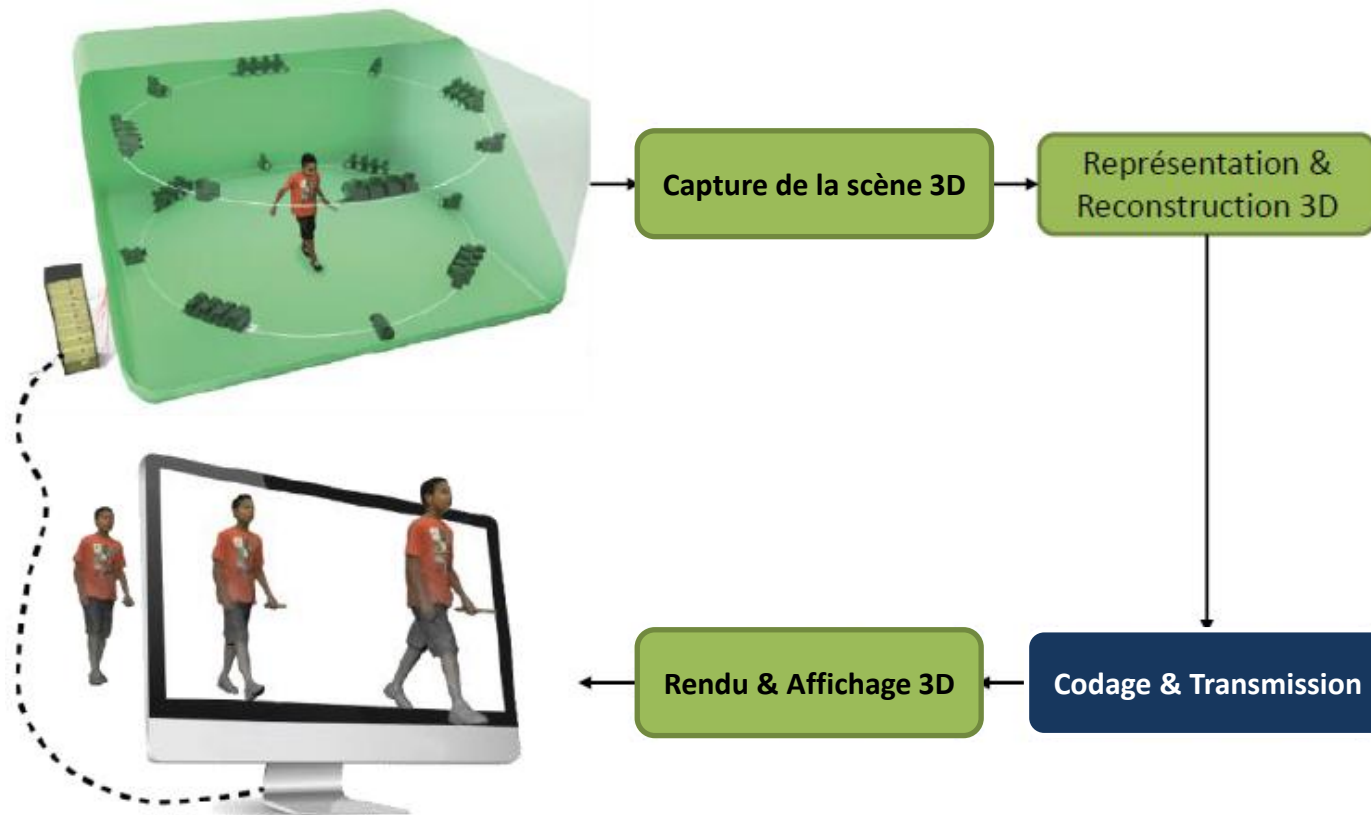 Capture de la scène 3D
Représentation &
Reconstruction 3D
Rendu & Affichage 3D
Codage & Transmission